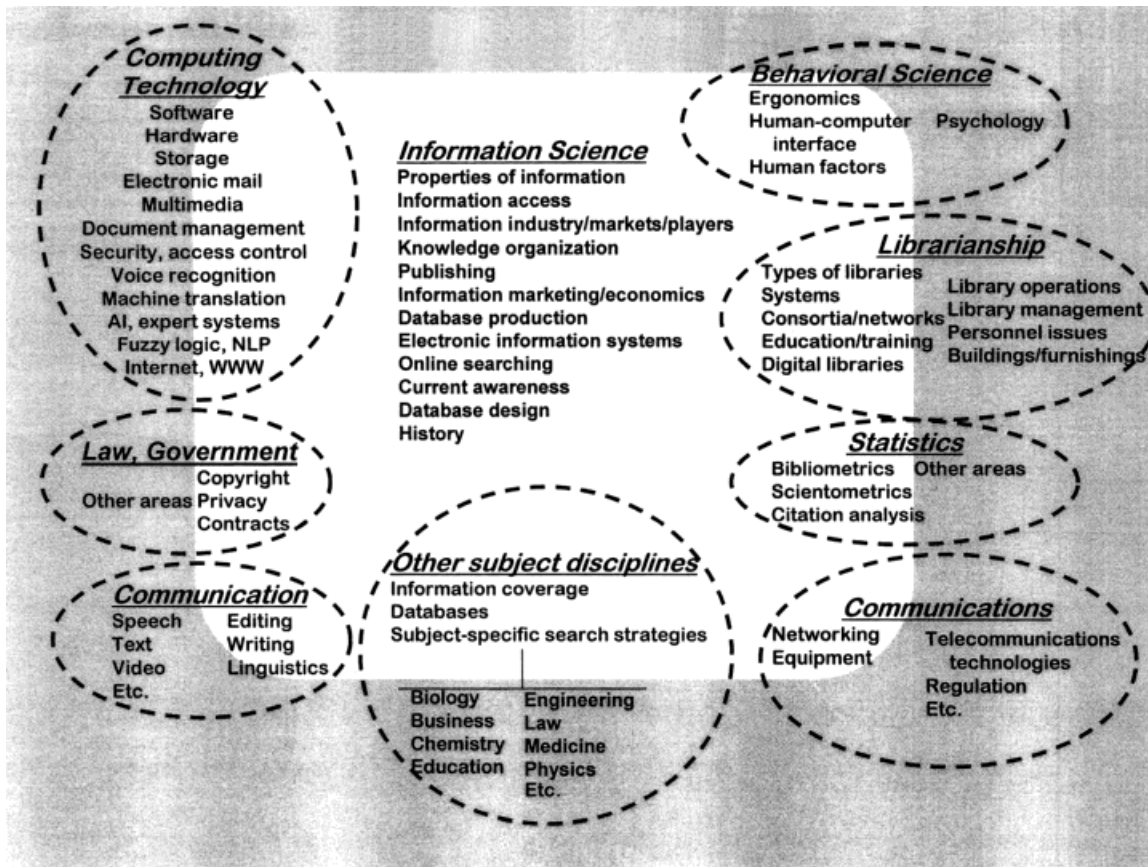 Computing
Technology
Software
Hardware
Storage
Electronic mail
Multimedia
Document management
Security, access control
Voice recognition
Machine translation
AI, expert systems
Fuzzy logic, NLP
Internet, WWW
Information Science
Properties of information
Information access
Information industry/markets/players
Knowledge organization
Publishing
Information marketing/economics
Database production
Electronic information systems
Online searching
Current awareness
Database design
History
Behavioral Science
Ergonomics
Human-computer
interface
Human factors
Psychology
Librarianship
Types of libraries
Systems
Consortia/networks
Education/training
Digital libraries
Library operations
Library management
Personnel issues
Buildings/furnishings
Law, Government
Other areas
Copyright
Privacy
Contracts
Statistics
Bibliometrics
Scientometrics
Citation analysis
Other areas
Communication
Speech
Text
Video
Etc.
Editing
Writing
Linguistics
Other subject disciplines
Information coverage
Databases
Subject-specific search strategies
Biology
Business
Chemistry
Education
Engineering
Law
Medicine
Physics
Etc.
Communications
Networking
Equipment
Telecommunications
technologies
Regulation
Etc.